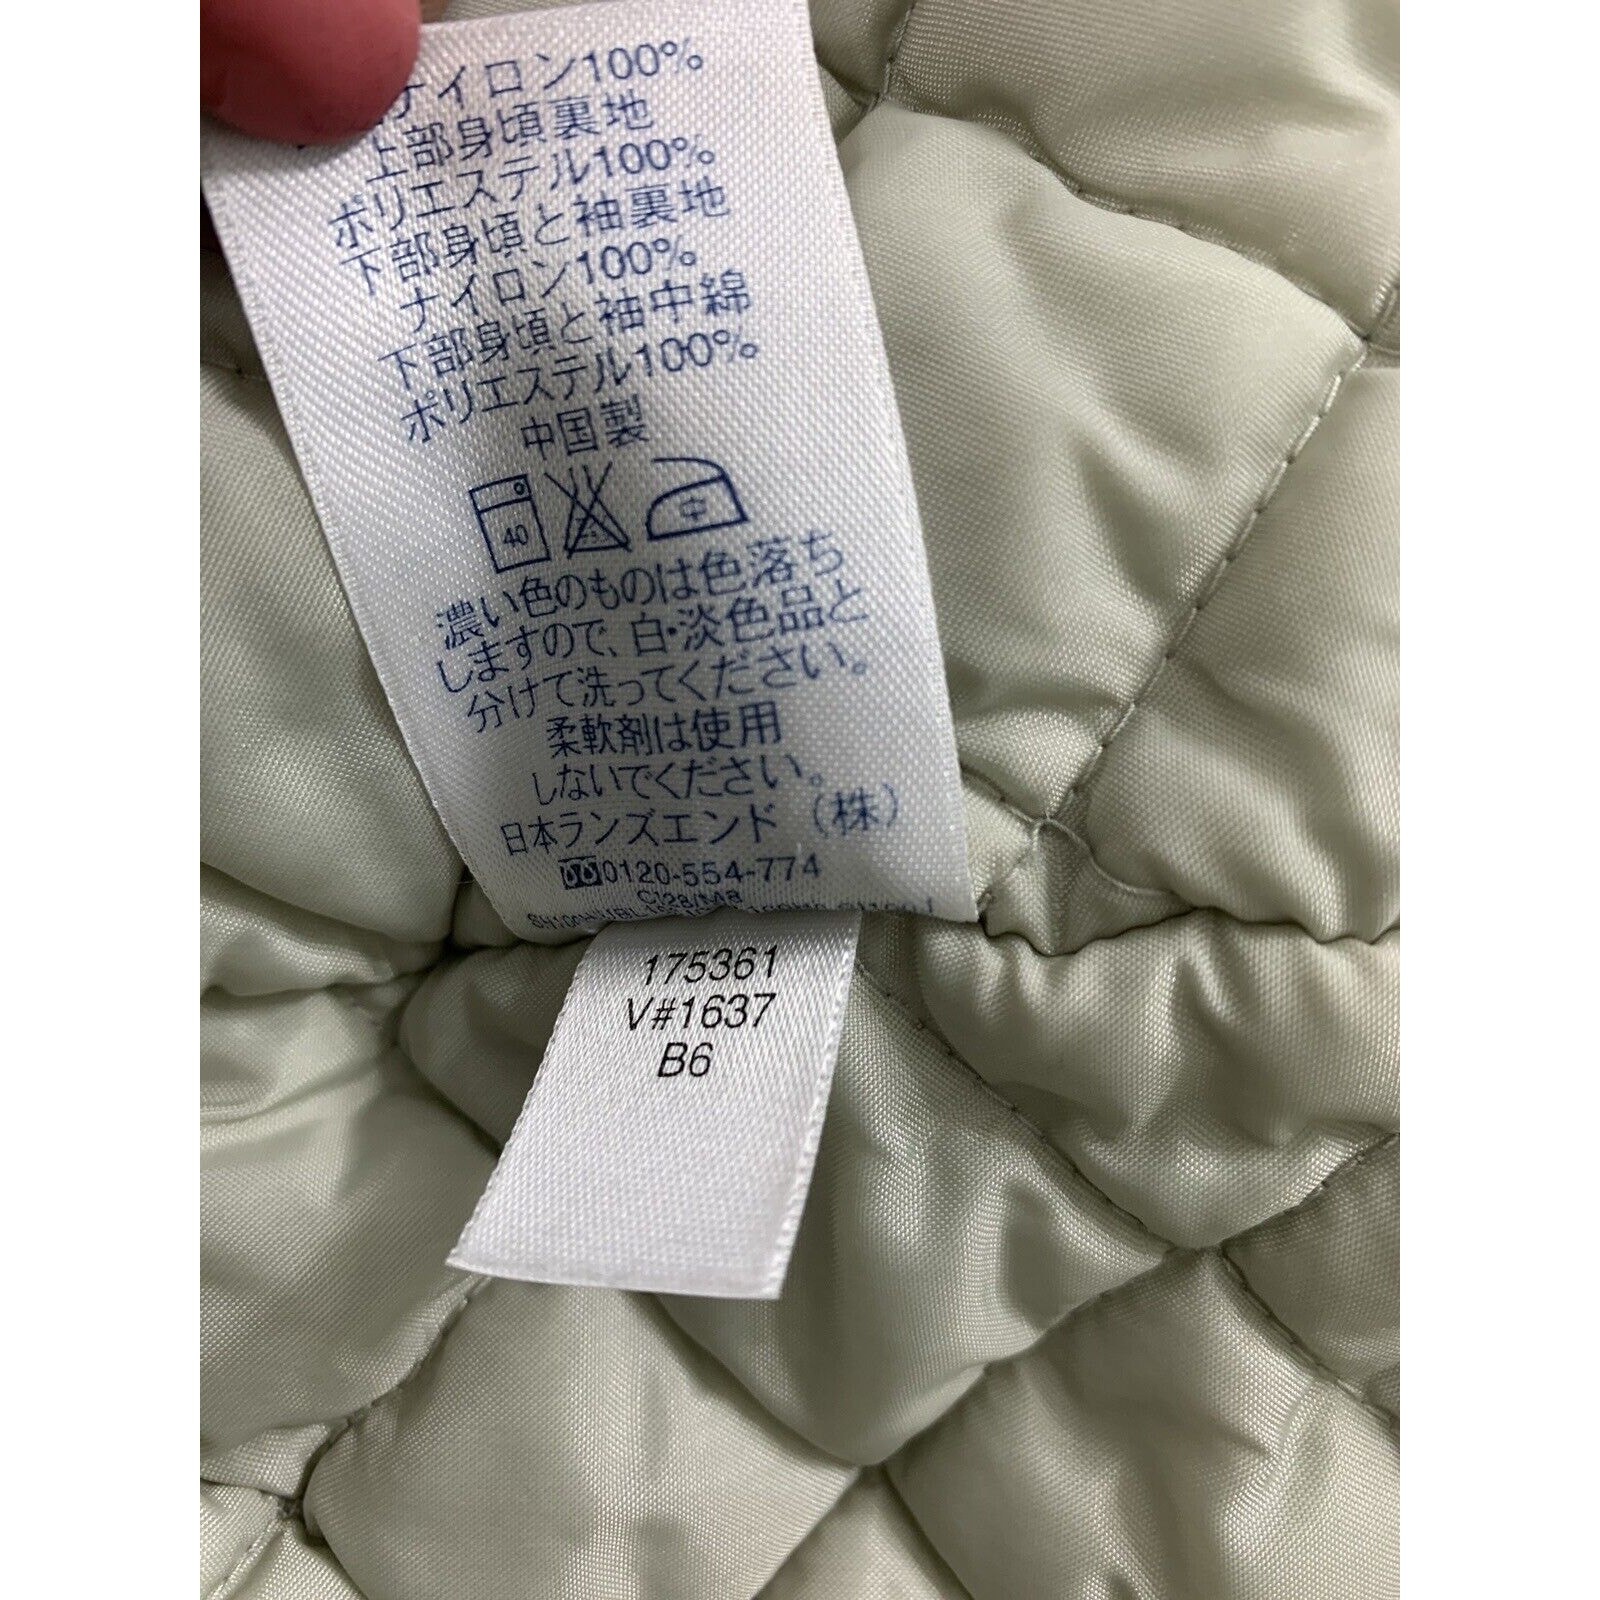 ナイロン100%
上部身頃裏地
ポリエステル100%
下部身頃と袖裏地
ナイロン100%
下部身頃と袖中綿
ポリエステル100%
中国製
40 中
濃い色のものは色落ち
しますので、白・淡色品と
分けて洗ってください。
柔軟剤は使用
しないでください。
日本ランズエンド（株）
0120-554-774
175361
V#1637
B6